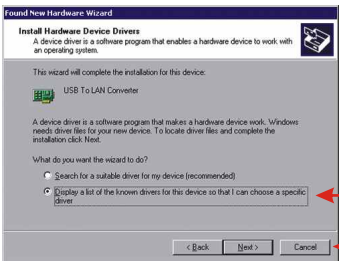 Found New Hardware Wizard
Install Hardware Device Drivers
A device driver is a software program that enables a hardware device to work with
an operating system.
This wizard will complete the installation for this device:
USB To LAN Converter
A device driver is a software program that makes a hardware device work. Windows
needs driver files for your new device. To locate driver files and complete the
installation click Next.
What do you want the wizard to do?
Search for a suitable driver for my device (recommended)
Display a list of the known drivers for this device so that I can choose a specific
driver
< Back Next > Cancel